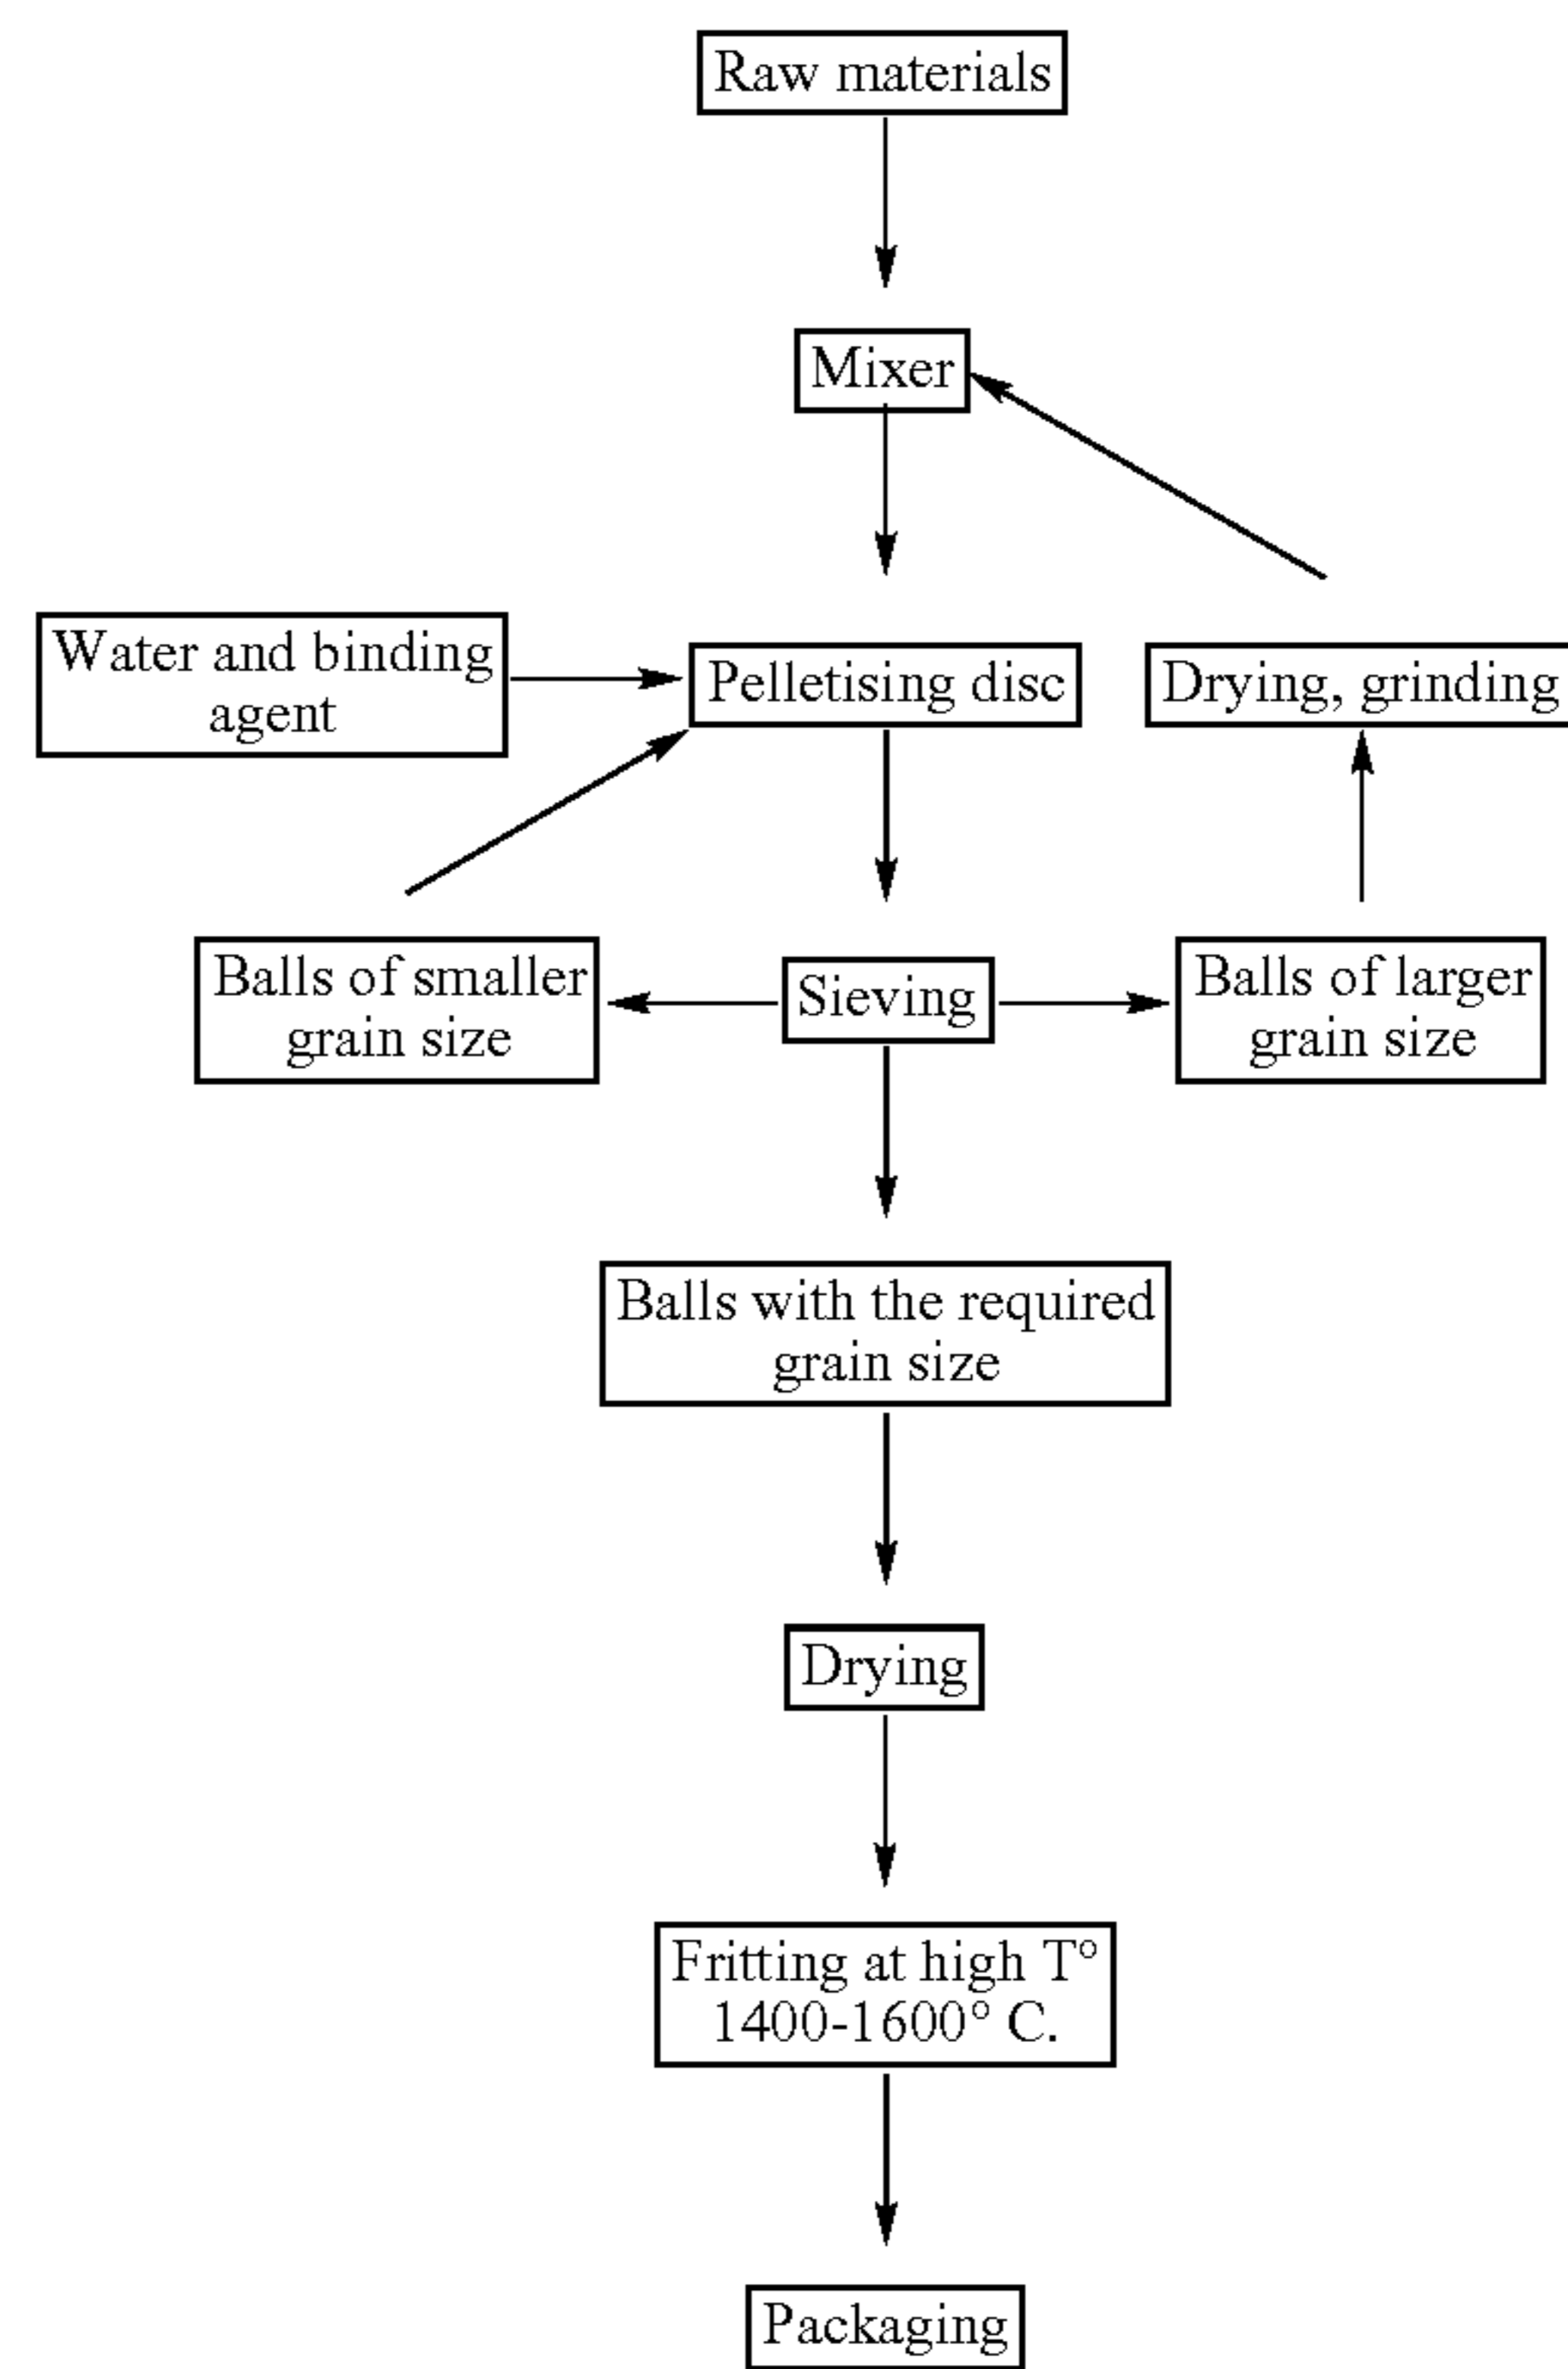 Raw materials
Mixer
Water and binding
agent
Pelletising disc
Drying, grinding
Balls of smaller
grain size
Sieving
Balls of larger
grain size
Balls with the required
grain size
Drying
Fritting at high T°
1400-1600° C.
Packaging